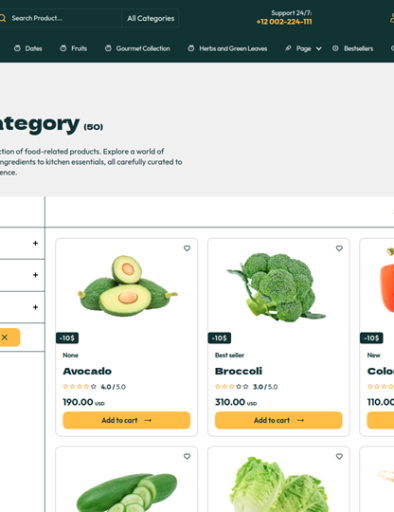 Search Product...
All Categories
Support 24/7:
+12 002-224-111
Dates
Fruits
Gourmet Collection
Herbs and Green Leaves
Page
Bestsellers
ategory (50)
ction of food-related products. Explore a world of
ngredients to kitchen essentials, all carefully curated to
ence.
+
+
+
-10$
None
Avocado
4.0 / 5.0
190.00 USD
Add to cart →
-10$
Best seller
Broccoli
3.0 / 5.0
310.00 USD
Add to cart →
-10$
New
Colo
110.0